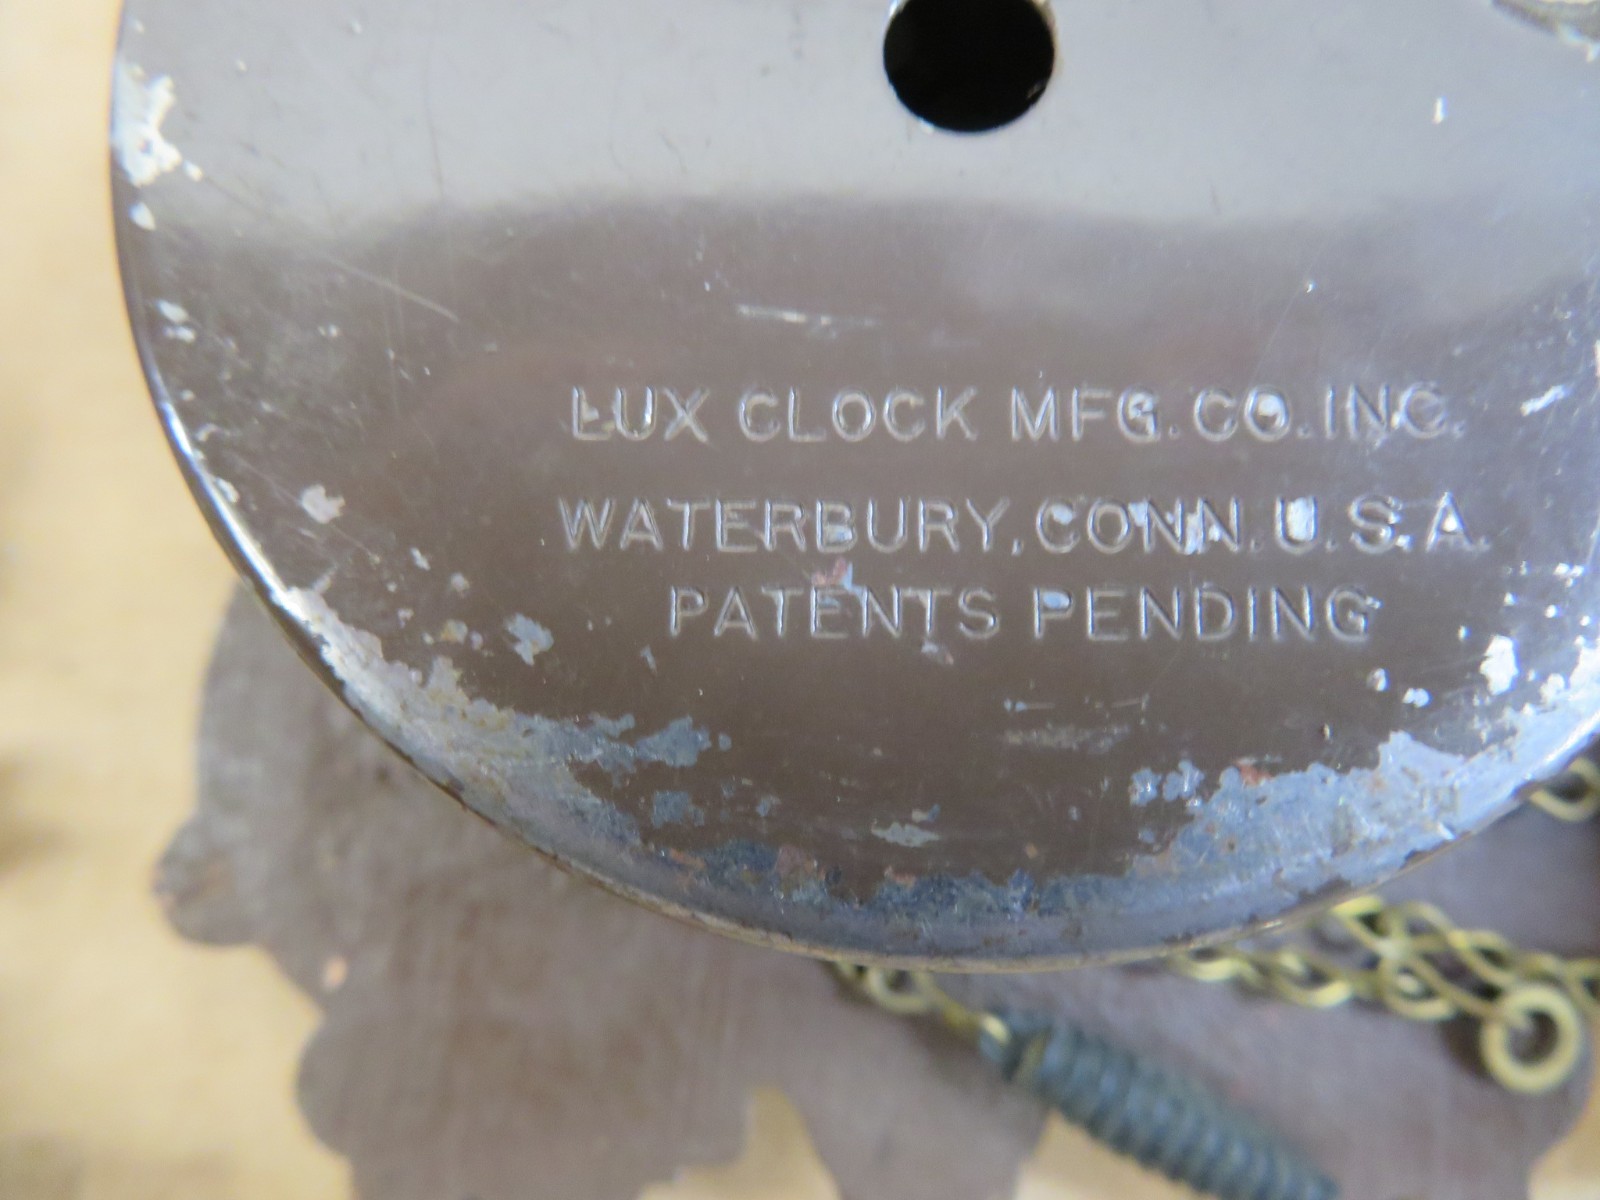 LUX CLOCK MFG. CO. INC.
WATERBURY, CONN. U.S.A.
PATENTS PENDING